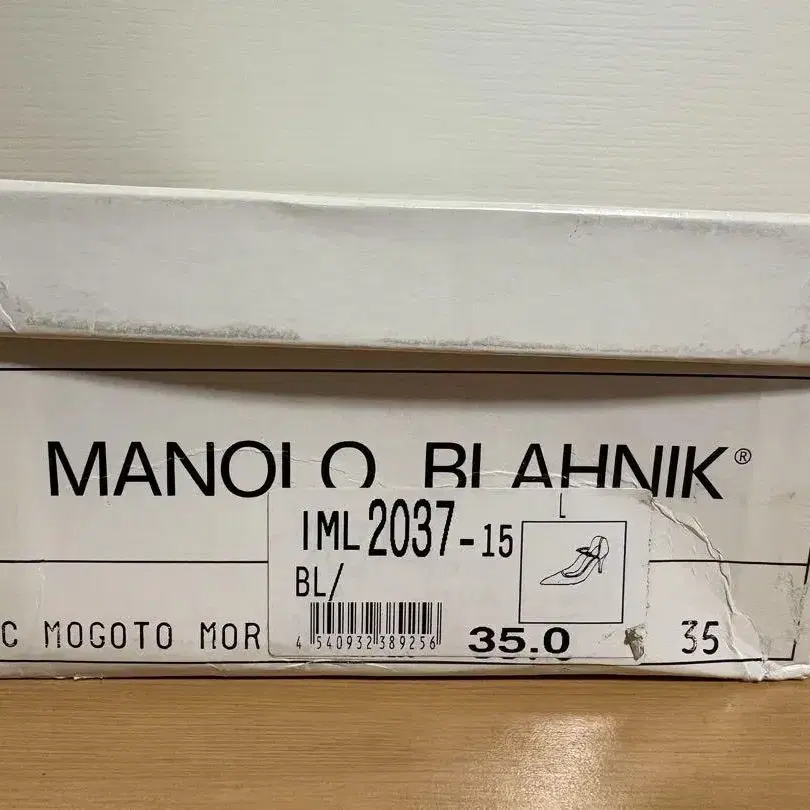 MANOLO BLAHNIK®
L
IML 2037-15
BL/
C MOGOTO MOR
4 540932 389256
35.0
35